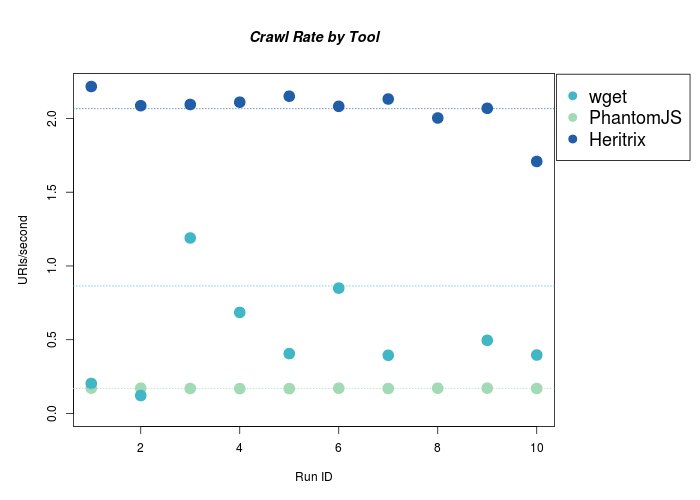 Crawl Rate by Tool
wget
PhantomJS
Heritrix
URIs/second
2.0
1.5
1.0
0.5
0.0
2 4 6 8 10
Run ID